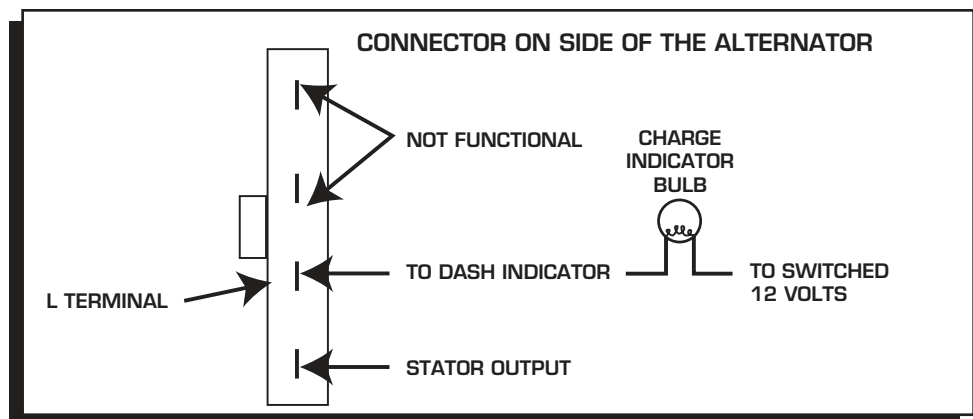 CONNECTOR ON SIDE OF THE ALTERNATOR
NOT FUNCTIONAL
CHARGE
INDICATOR
BULB
L TERMINAL
TO DASH INDICATOR
TO SWITCHED
12 VOLTS
STATOR OUTPUT